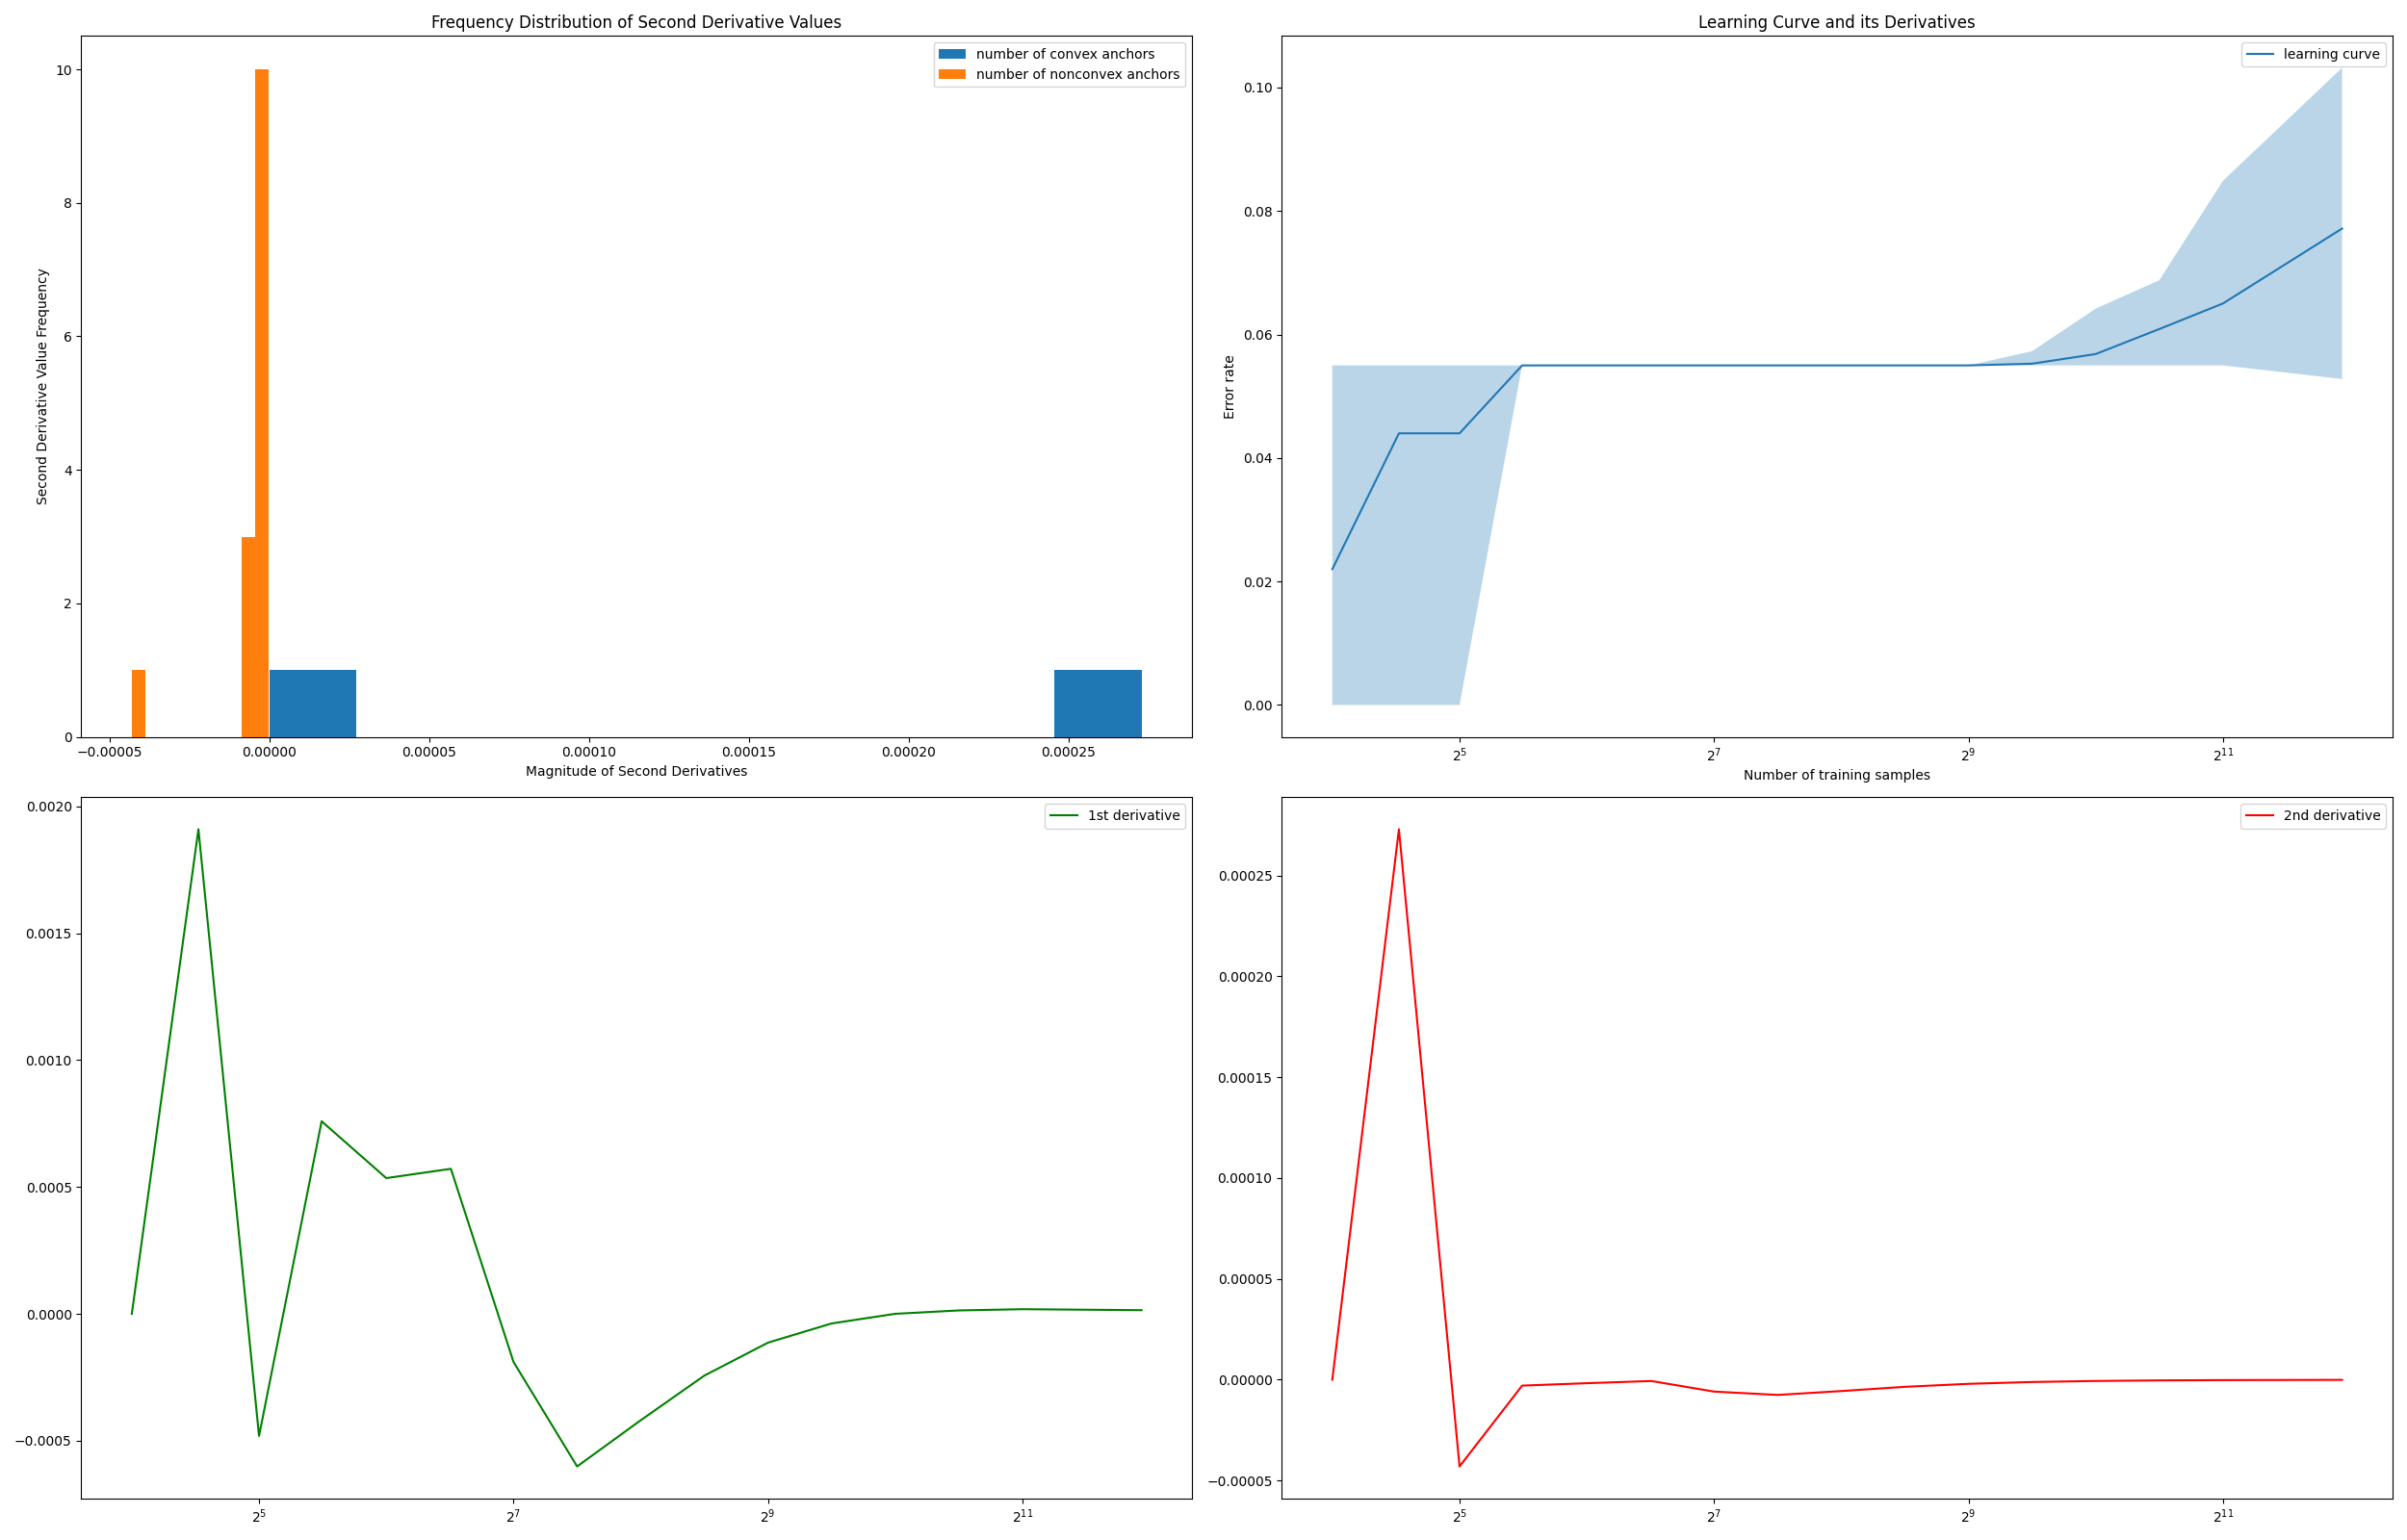 Frequency Distribution of Second Derivative Values
number of convex anchors
number of nonconvex anchors
Second Derivative Value Frequency
10
8
6
4
2
0
−0.00005 0.00000 0.00005 0.00010 0.00015 0.00020 0.00025
Magnitude of Second Derivatives
Learning Curve and its Derivatives
learning curve
Error rate
0.10
0.08
0.06
0.04
0.02
0.00
2^5 2^7 2^9 2^11
Number of training samples
1st derivative
0.0020
0.0015
0.0010
0.0005
0.0000
−0.0005
2^5 2^7 2^9 2^11
2nd derivative
0.00025
0.00020
0.00015
0.00010
0.00005
0.00000
−0.00005
2^5 2^7 2^9 2^11